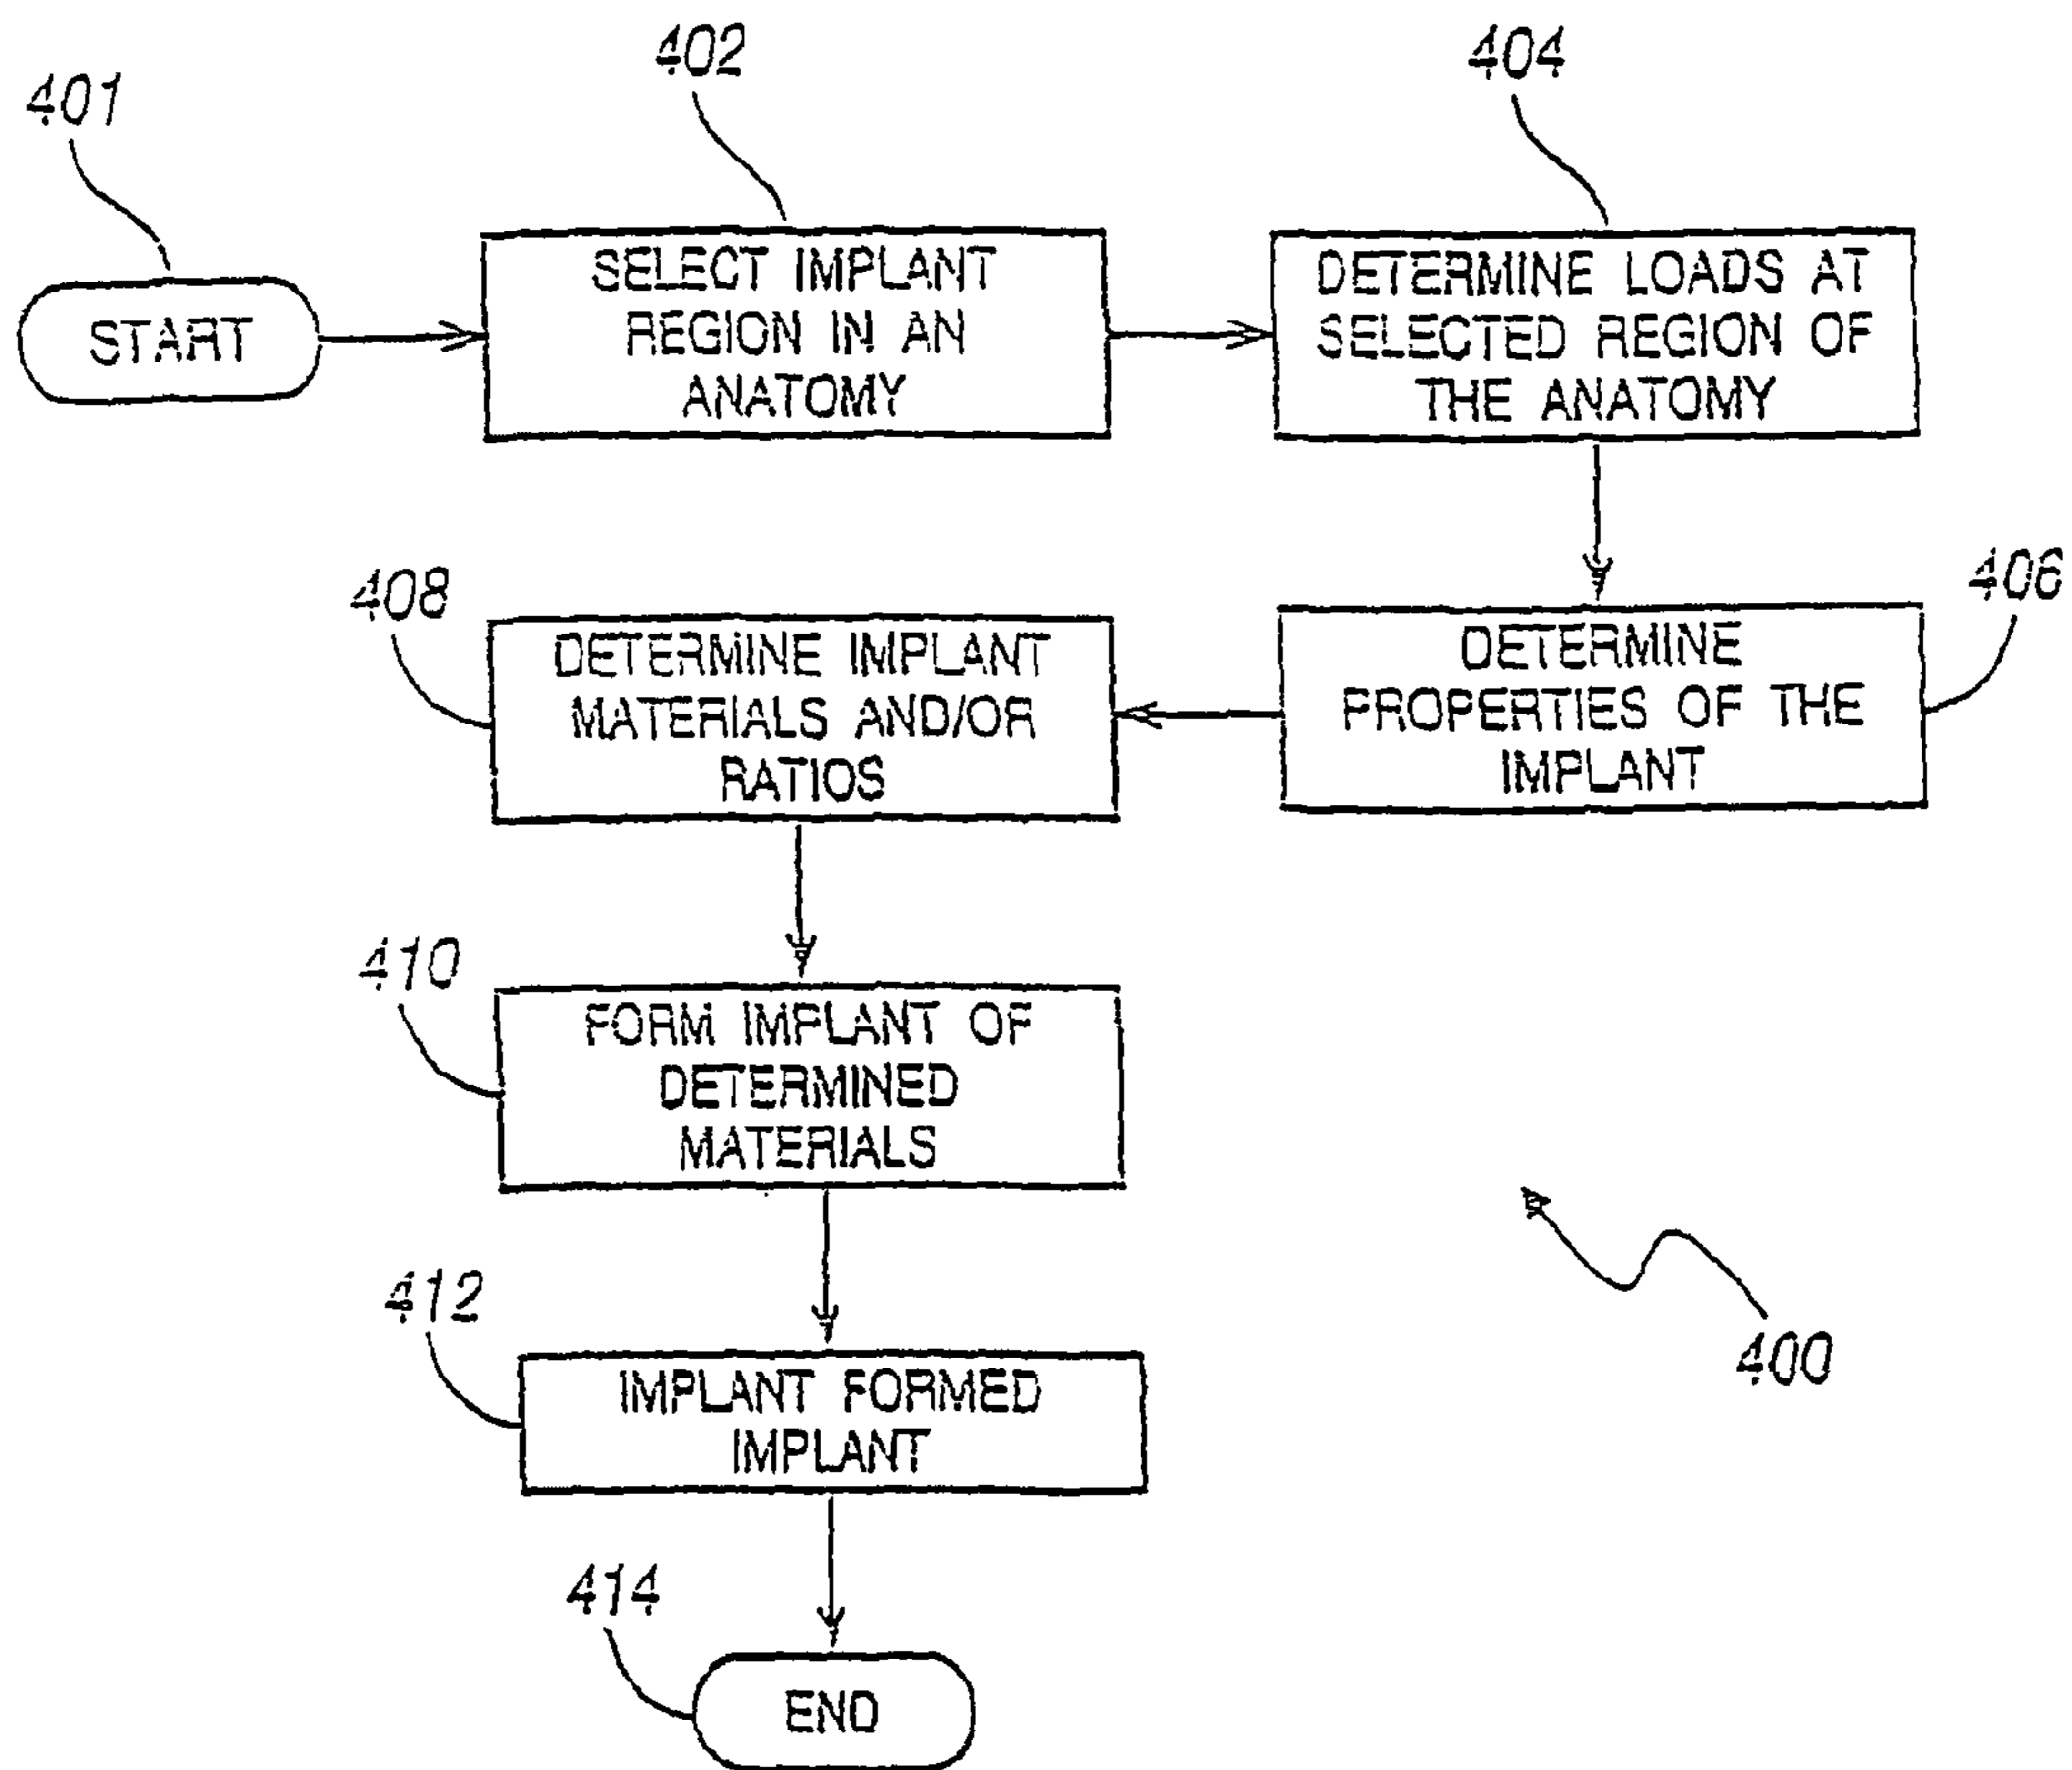 401
402
404
START
SELECT IMPLANT
REGION IN AN
ANATOMY
DETERMINE LOADS AT
SELECTED REGION OF
THE ANATOMY
406
DETERMINE
PROPERTIES OF THE
IMPLANT
408
DETERMINE IMPLANT
MATERIALS AND/OR
RATIOS
410
FORM IMPLANT OF
DETERMINED
MATERIALS
412
IMPLANT FORMED
IMPLANT
400
414
END